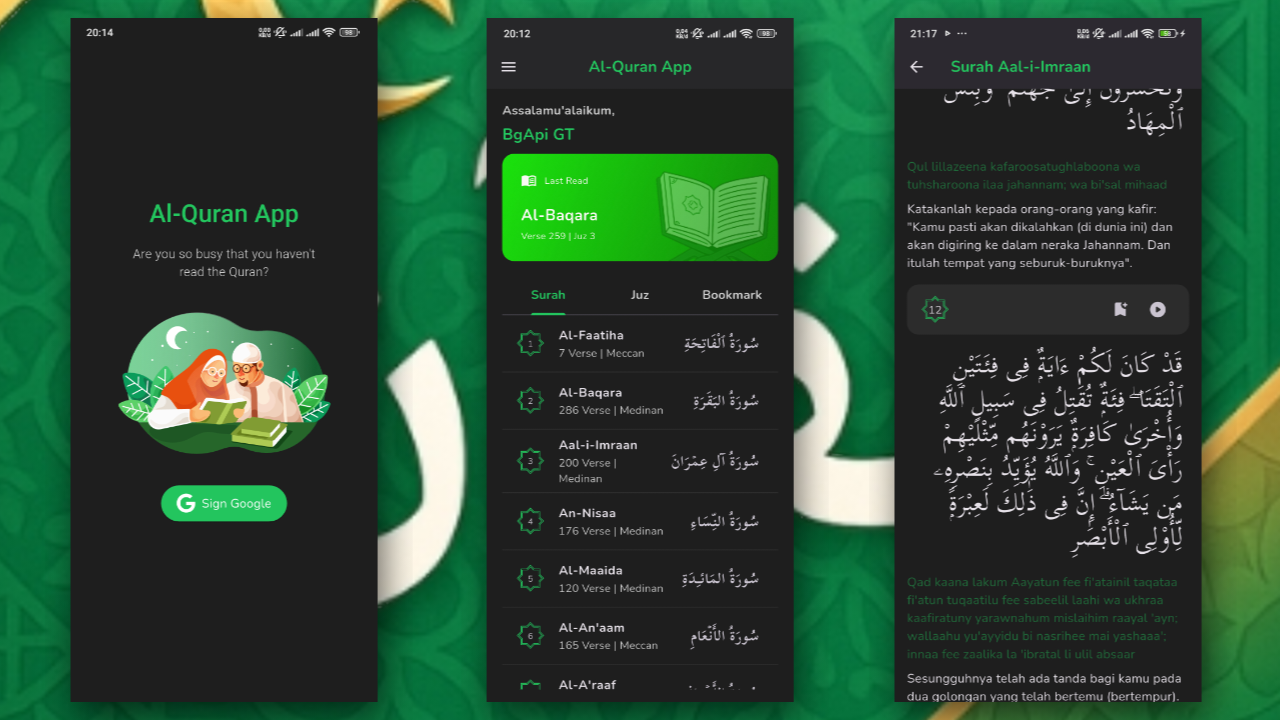 20:14
98
Al-Quran App
Are you so busy that you haven't
read the Quran?
Sign Google
20:12
98
Al-Quran App
Assalamu'alaikum,
BgApi GT
Last Read
Al-Baqara
Verse 259 | Juz 3
Surah Juz Bookmark
1 Al-Faatiha سُورَةُ ٱلْفَاتِحَةِ
7 Verse | Meccan
2 Al-Baqara سُورَةُ البَقَرَةِ
286 Verse | Medinan
Aal-i-Imraan
3 200 Verse | سُورَةُ آلِ عِمۡرَانَ
Medinan
4 An-Nisaa سُورَةُ النِّسَاءِ
176 Verse | Medinan
5 Al-Maaida سُورَةُ المَائـِدَةِ
120 Verse | Medinan
6 Al-An'aam سُورَةُ الأَنۡعَامِ
165 Verse | Meccan
Al-A'raaf
21:17
Surah Aal-i-Imraan
وَتُحْشَرُونَ إِلَىٰ جَهَنَّمَ ۚ وَبِئْسَ
ٱلْمِهَادُ
Qul lillazeena kafaroosatughlaboona wa
tuhsharoona ilaa jahannam; wa bi'sal mihaad
Katakanlah kepada orang-orang yang kafir:
"Kamu pasti akan dikalahkan (di dunia ini) dan
akan digiring ke dalam neraka Jahannam. Dan
itulah tempat yang seburuk-buruknya".
12
قَدْ كَانَ لَكُمْ ءَايَةٌ فِى فِئَتَيْنِ
ٱلْتَقَتَا ۖ فِئَةٌ تُقَٰتِلُ فِى سَبِيلِ ٱللَّهِ
وَأُخْرَىٰ كَافِرَةٌ يَرَوْنَهُم مِّثْلَيْهِمْ
رَأْىَ ٱلْعَيْنِ ۚ وَٱللَّهُ يُؤَيِّدُ بِنَصْرِهِۦ
مَن يَشَآءُ ۗ إِنَّ فِى ذَٰلِكَ لَعِبْرَةً
لِّأُو۟لِى ٱلْأَبْصَٰرِ
Qad kaana lakum Aayatun fee fi'atainil taqataa
fi'atun tuqaatilu fee sabeelil laahi wa ukhraa
kaafiratuny yarawnahum mislaihim raayal 'ayn;
wallaahu yu'ayyidu bi nasrihee mai yashaaa';
innaa fee zaalika la 'ibratal li ulil absaar
Sesungguhnya telah ada tanda bagi kamu pada
dua golongan yang telah bertemu (bertempur).